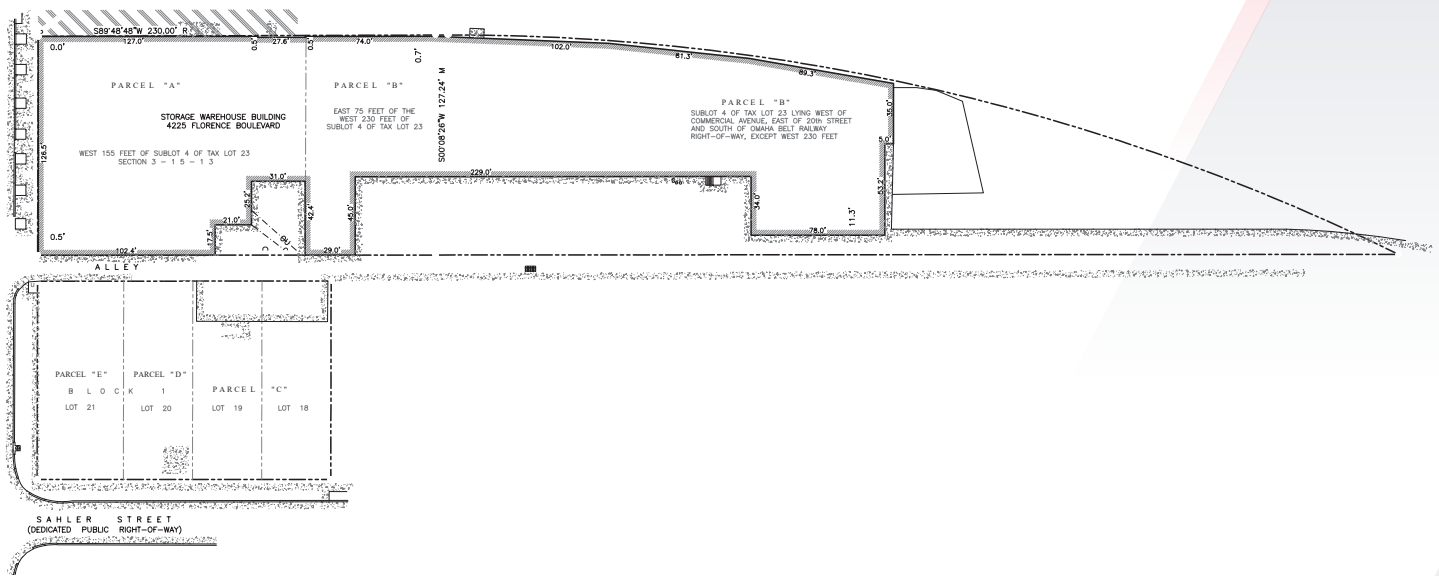 S89°48'48"W 230.00' R
0.0'
127.0'
0.5'
27.6'
0.5'
74.0'
0.7'
102.0'
81.3'
89.3'
PARCEL "A"
STORAGE WAREHOUSE BUILDING
4225 FLORENCE BOULEVARD
WEST 155 FEET OF SUBLOT 4 OF TAX LOT 23
SECTION 3 - 1 5 - 1 3
PARCEL "B"
EAST 75 FEET OF THE
WEST 230 FEET OF
SUBLOT 4 OF TAX LOT 23
S00°08'26"W 127.24' M
PARCEL "B"
SUBLOT 4 OF TAX LOT 23 LYING WEST OF
COMMERCIAL AVENUE, EAST OF 20th STREET
AND SOUTH OF OMAHA BELT RAILWAY
RIGHT-OF-WAY, EXCEPT WEST 230 FEET
35.0'
5.0'
126.5'
31.0'
229.0'
25.2'
42.4'
45.0'
34.0'
53.2'
11.3'
21.0'
17.5'
0.5'
102.4'
29.0'
78.0'
OU
C
ALLEY
PARCEL "E"
PARCEL "D"
PARCEL "C"
B L O C K 1
LOT 21
LOT 20
LOT 19
LOT 18
SAHLER STREET
(DEDICATED PUBLIC RIGHT-OF-WAY)